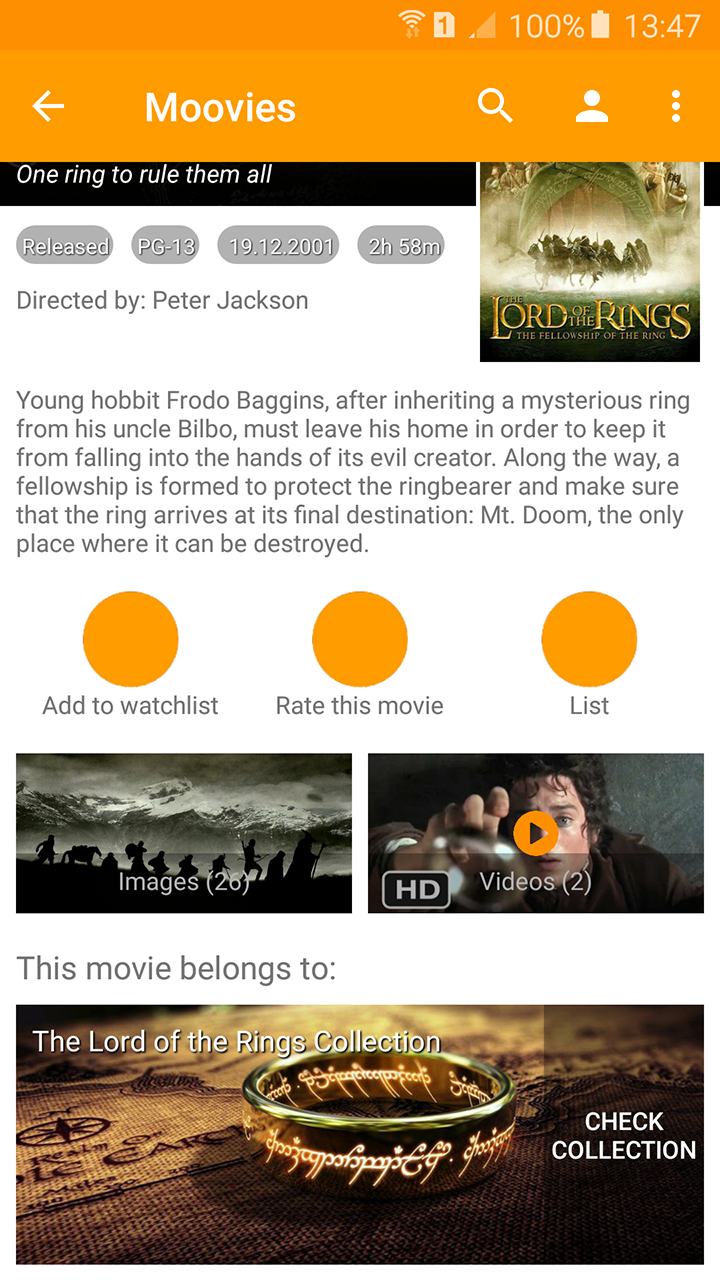 1 100% 13:47
Moovies
One ring to rule them all
Released PG-13 19.12.2001 2h 58m
Directed by: Peter Jackson
THE LORD OF THE RINGS
THE FELLOWSHIP OF THE RING
Young hobbit Frodo Baggins, after inheriting a mysterious ring
from his uncle Bilbo, must leave his home in order to keep it
from falling into the hands of its evil creator. Along the way, a
fellowship is formed to protect the ringbearer and make sure
that the ring arrives at its final destination: Mt. Doom, the only
place where it can be destroyed.
Add to watchlist Rate this movie List
Images (26)
HD Videos (2)
This movie belongs to:
The Lord of the Rings Collection
CHECK
COLLECTION